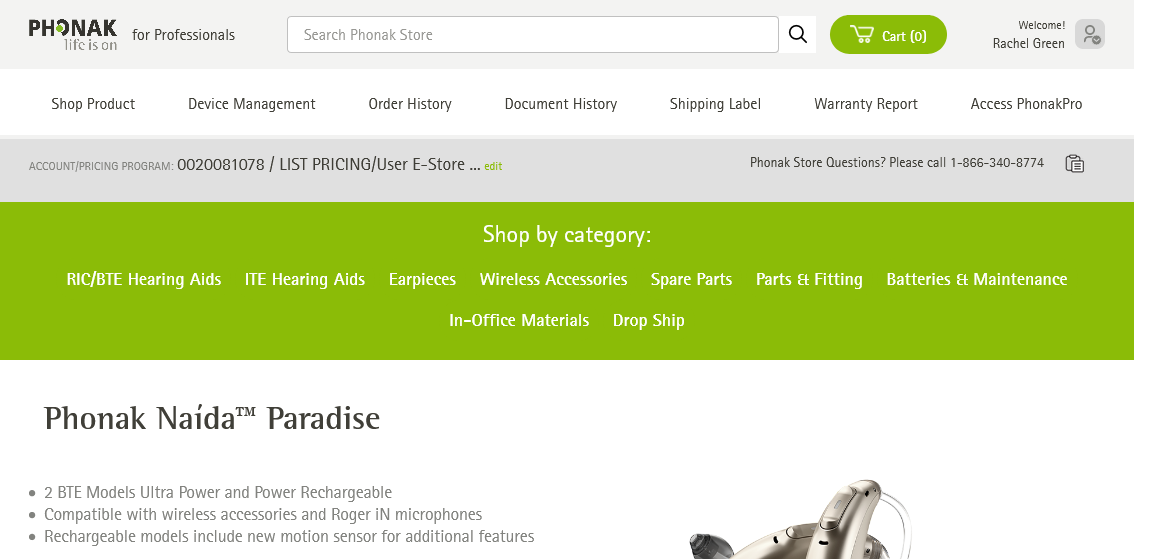 PHONAK
life is on
for Professionals
Search Phonak Store
Cart (0)
Welcome!
Rachel Green
Shop Product
Device Management
Order History
Document History
Shipping Label
Warranty Report
Access PhonakPro
ACCOUNT/PRICING PROGRAM: 0020081078 / LIST PRICING/User E-Store ... edit
Phonak Store Questions? Please call 1-866-340-8774
Shop by category:
RIC/BTE Hearing Aids ITE Hearing Aids Earpieces Wireless Accessories Spare Parts Parts & Fitting Batteries & Maintenance
In-Office Materials Drop Ship
Phonak Naída™ Paradise
• 2 BTE Models Ultra Power and Power Rechargeable
• Compatible with wireless accessories and Roger iN microphones
• Rechargeable models include new motion sensor for additional features